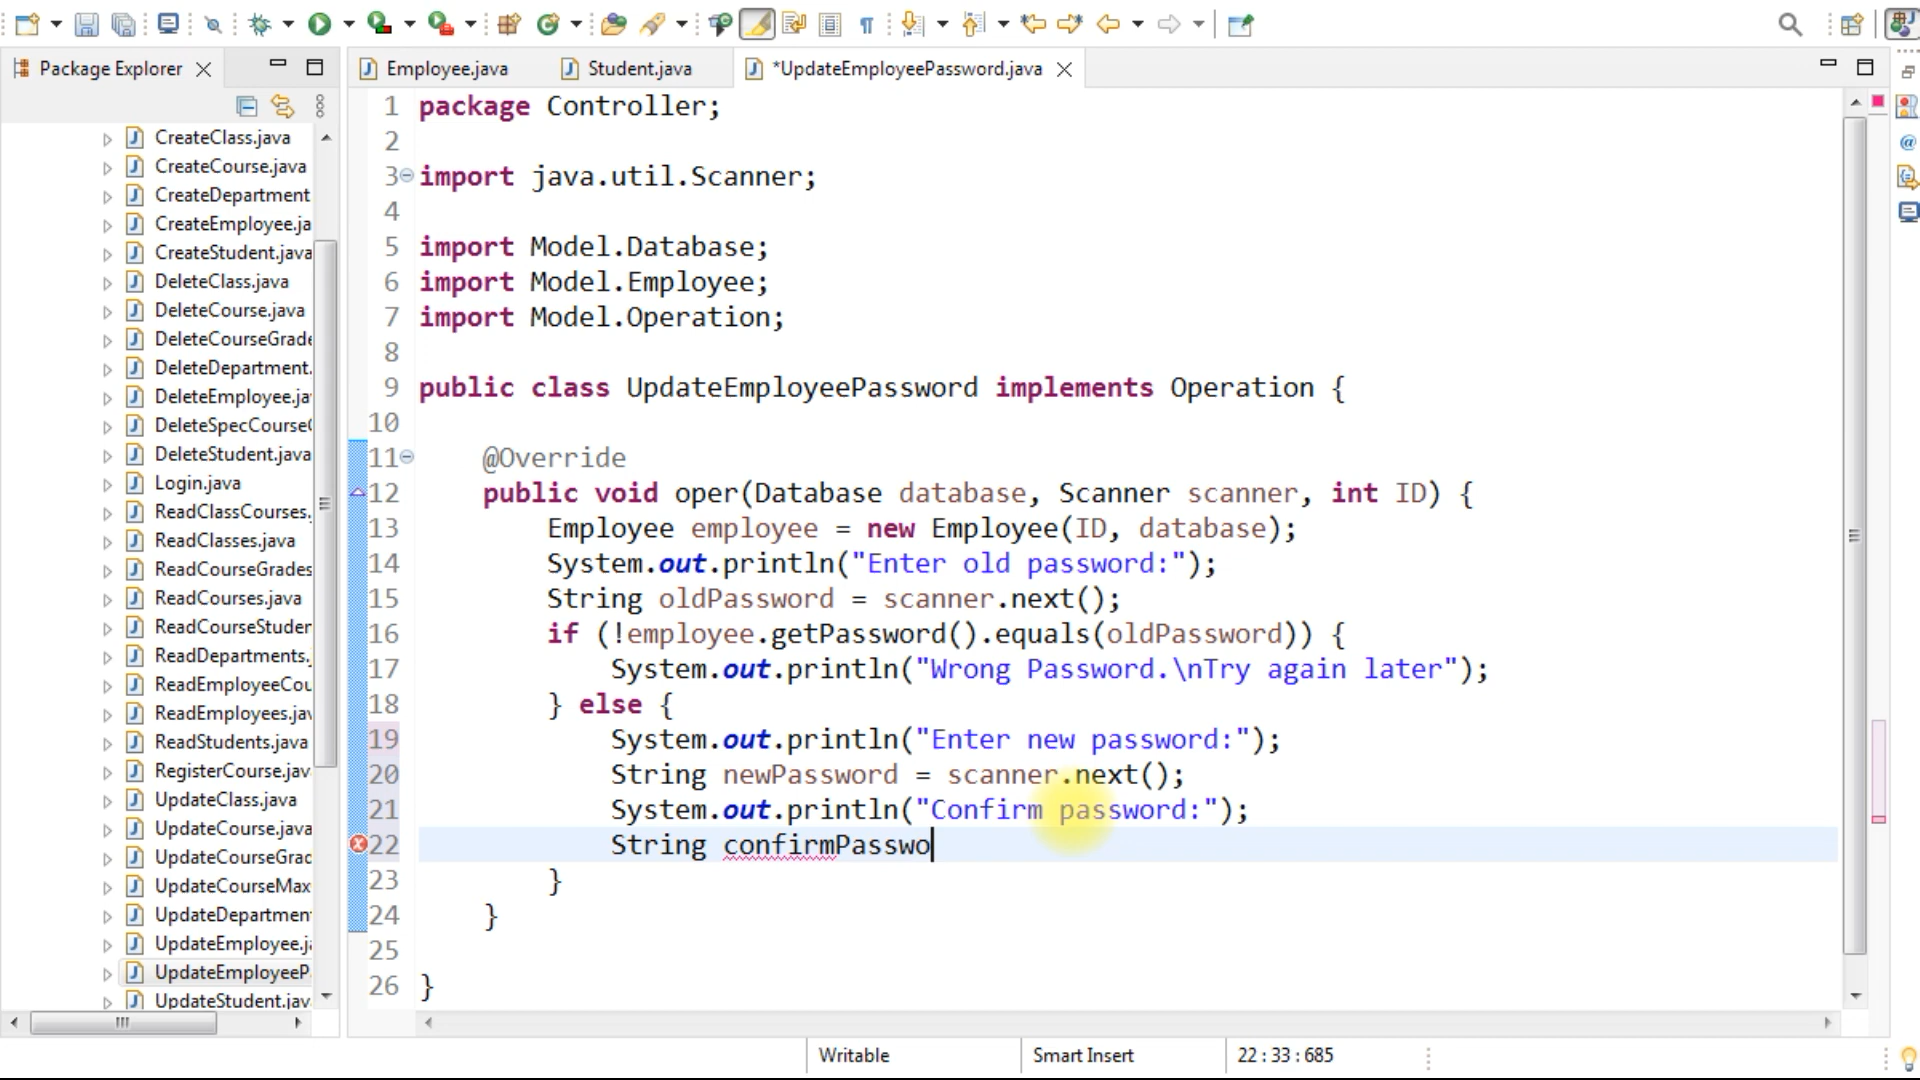 Package Explorer
Employee.java
Student.java
*UpdateEmployeePassword.java
CreateClass.java
CreateCourse.java
CreateDepartment
CreateEmployee.ja
CreateStudent.java
DeleteClass.java
DeleteCourse.java
DeleteCourseGrade
DeleteDepartment.
DeleteEmployee.ja
DeleteSpecCourse
DeleteStudent.java
Login.java
ReadClassCourses.
ReadClasses.java
ReadCourseGrades
ReadCourses.java
ReadCourseStuden
ReadDepartments.
ReadEmployeeCou
ReadEmployees.jav
ReadStudents.java
RegisterCourse.jav
UpdateClass.java
UpdateCourse.java
UpdateCourseGrad
UpdateCourseMax
UpdateDepartment
UpdateEmployee.ja
UpdateEmployeeP
UpdateStudent.jav
1 package Controller;
2
3 import java.util.Scanner;
4
5 import Model.Database;
6 import Model.Employee;
7 import Model.Operation;
8
9 public class UpdateEmployeePassword implements Operation {
10
11 @Override
12 public void oper(Database database, Scanner scanner, int ID) {
13 Employee employee = new Employee(ID, database);
14 System.out.println("Enter old password:");
15 String oldPassword = scanner.next();
16 if (!employee.getPassword().equals(oldPassword)) {
17 System.out.println("Wrong Password.\nTry again later");
18 } else {
19 System.out.println("Enter new password:");
20 String newPassword = scanner.next();
21 System.out.println("Confirm password:");
22 String confirmPasswo
23 }
24 }
25
26 }
Writable
Smart Insert
22 : 33 : 685